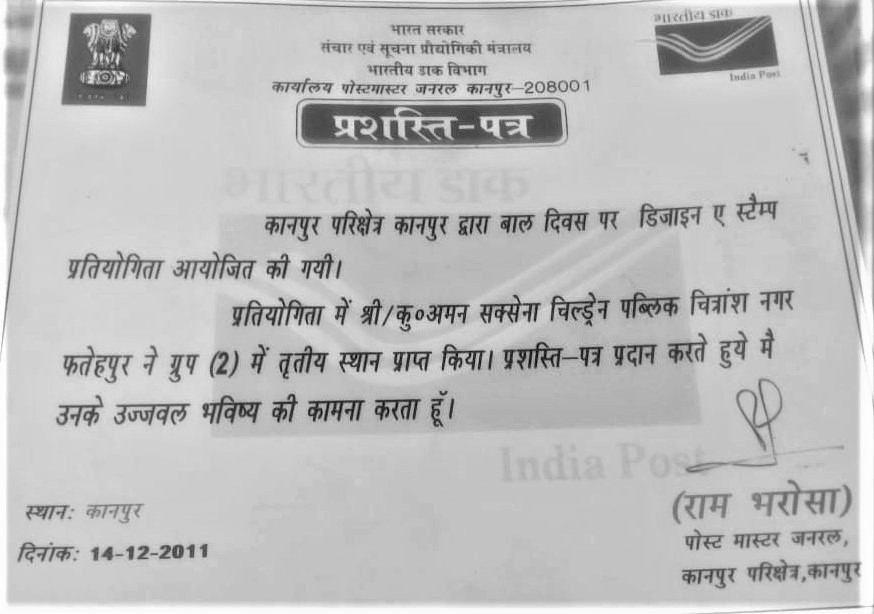 भारत सरकार
संचार एवं सूचना प्रौद्योगिकी मंत्रालय
भारतीय डाक विभाग
कार्यालय पोस्टमास्टर जनरल कानपुर–208001
भारतीय डाक
India Post
प्रशस्ति-पत्र
भारतीय डाक
कानपुर परिक्षेत्र कानपुर द्वारा बाल दिवस पर डिजाइन ए स्टैम्प
प्रतियोगिता आयोजित की गयी।
प्रतियोगिता में श्री/कु०अमन सक्सेना चिल्ड्रेन पब्लिक चित्रांश नगर
फतेहपुर ने ग्रुप (2) में तृतीय स्थान प्राप्त किया। प्रशस्ति–पत्र प्रदान करते हुये मै
उनके उज्जवल भविष्य की कामना करता हूँ।
India Post
स्थान: कानपुर
दिनांक: 14-12-2011
(राम भरोसा)
पोस्ट मास्टर जनरल,
कानपुर परिक्षेत्र,कानपुर